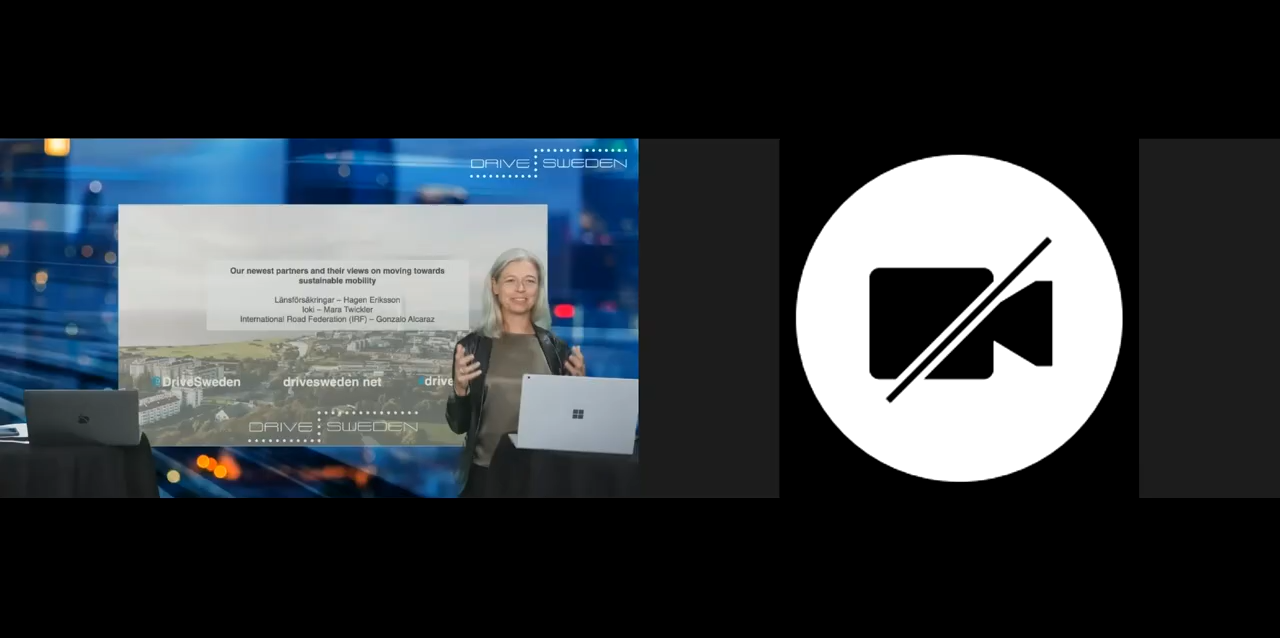 DRIVE SWEDEN
Our newest partners and their views on moving towards
sustainable mobility
Länsförsäkringar – Hagen Eriksson
Ioki – Mara Twickler
International Road Federation (IRF) – Gonzalo Alcaraz
DriveSweden
drivesweden net
drive
DRIVE SWEDEN